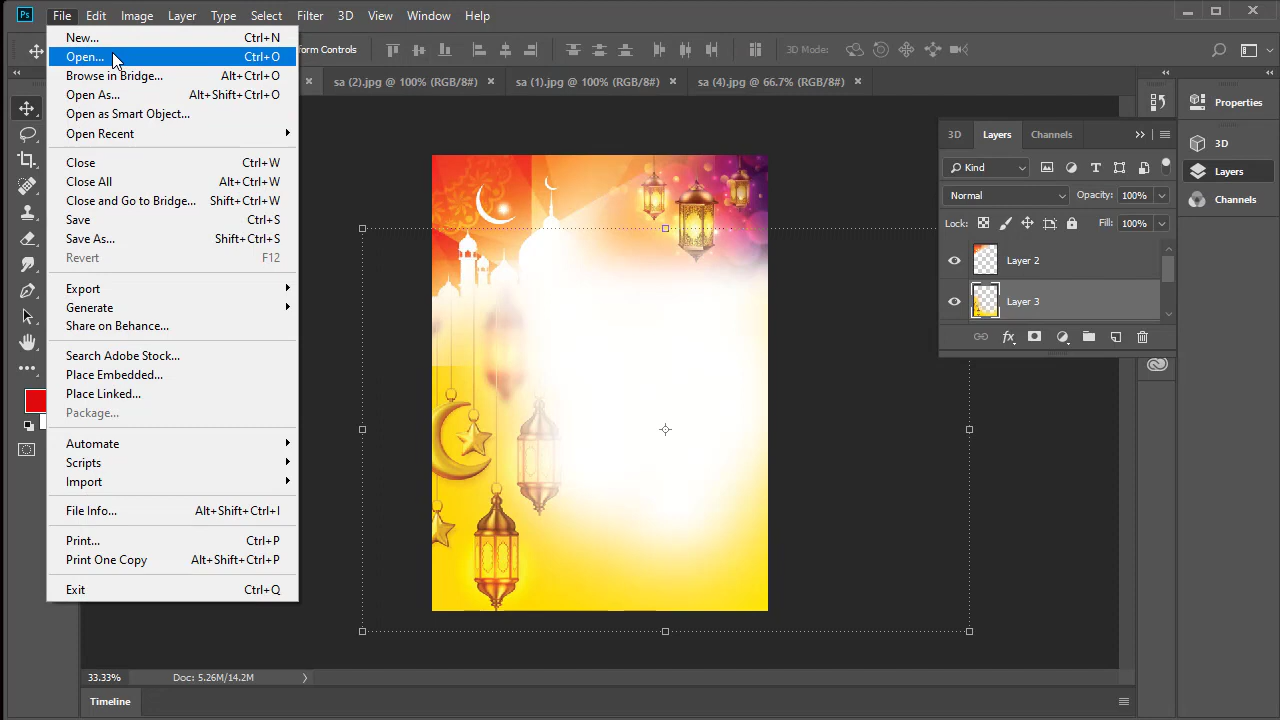 Ps File Edit Image Layer Type Select Filter 3D View Window Help
New... Ctrl+N
Open... Ctrl+O
Browse in Bridge... Alt+Ctrl+O
Open As... Alt+Shift+Ctrl+O
Open as Smart Object...
Open Recent
Close Ctrl+W
Close All Alt+Ctrl+W
Close and Go to Bridge... Shift+Ctrl+W
Save Ctrl+S
Save As... Shift+Ctrl+S
Revert F12
Export
Generate
Share on Behance...
Search Adobe Stock...
Place Embedded...
Place Linked...
Package...
Automate
Scripts
Import
File Info... Alt+Shift+Ctrl+I
Print... Ctrl+P
Print One Copy Alt+Shift+Ctrl+P
Exit Ctrl+Q
form Controls 3D Mode:
sa (2).jpg @ 100% (RGB/8#) sa (1).jpg @ 100% (RGB/8#) sa (4).jpg @ 66.7% (RGB/8#)
3D Layers Channels
Kind
Normal Opacity: 100%
Lock: Fill: 100%
Layer 2
Layer 3
fx
Properties
3D
Layers
Channels
33.33% Doc: 5.26M/14.2M
Timeline